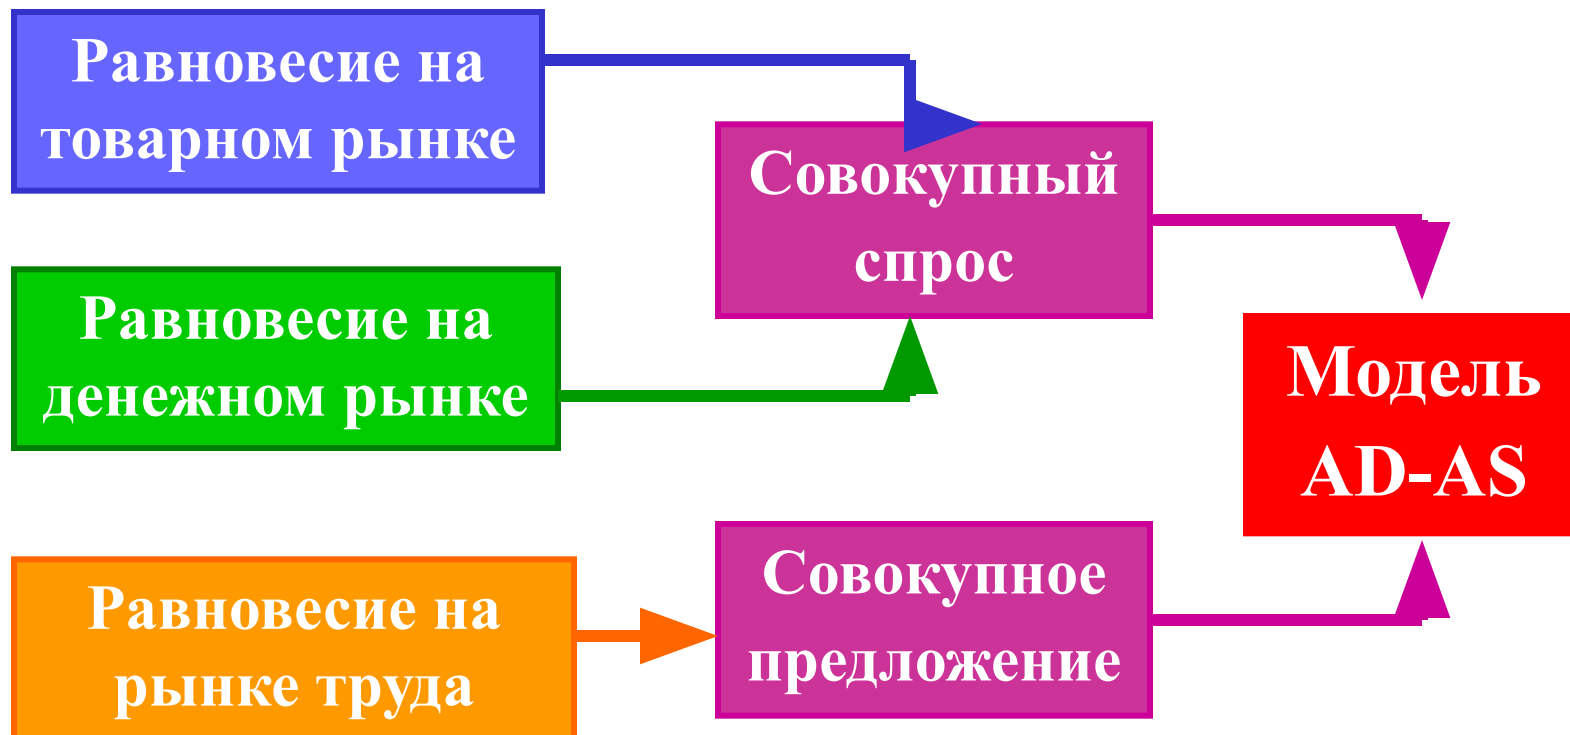 Равновесие на
товарном рынке
Совокупный
спрос
Равновесие на
денежном рынке
Модель
AD-AS
Совокупное
предложение
Равновесие на
рынке труда